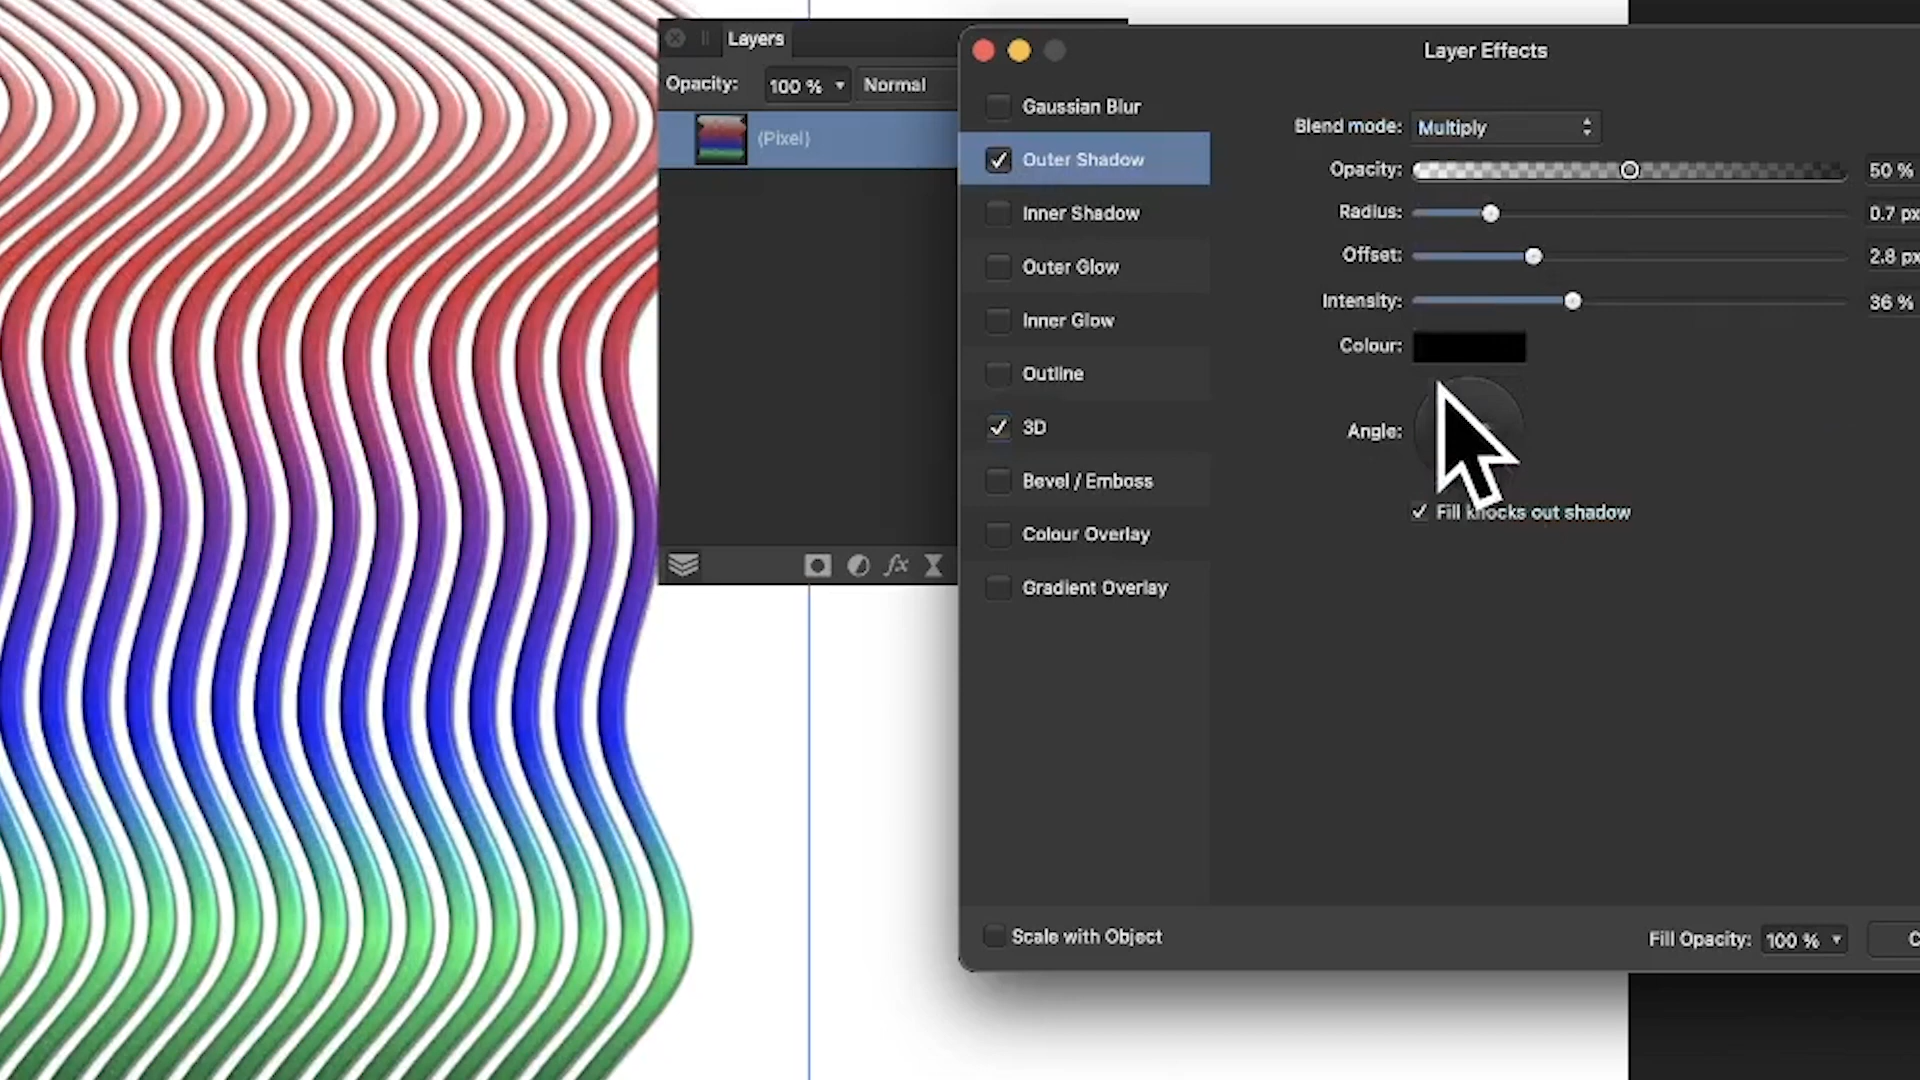 Layers
Opacity: 100 % Normal
(Pixel)
fx
Layer Effects
Gaussian Blur
Outer Shadow
Inner Shadow
Outer Glow
Inner Glow
Outline
3D
Bevel / Emboss
Colour Overlay
Gradient Overlay
Blend mode: Multiply
Opacity: 50 %
Radius: 0.7 px
Offset: 2.8 px
Intensity: 36 %
Colour:
Angle:
Fill knocks out shadow
Scale with Object
Fill Opacity: 100 %